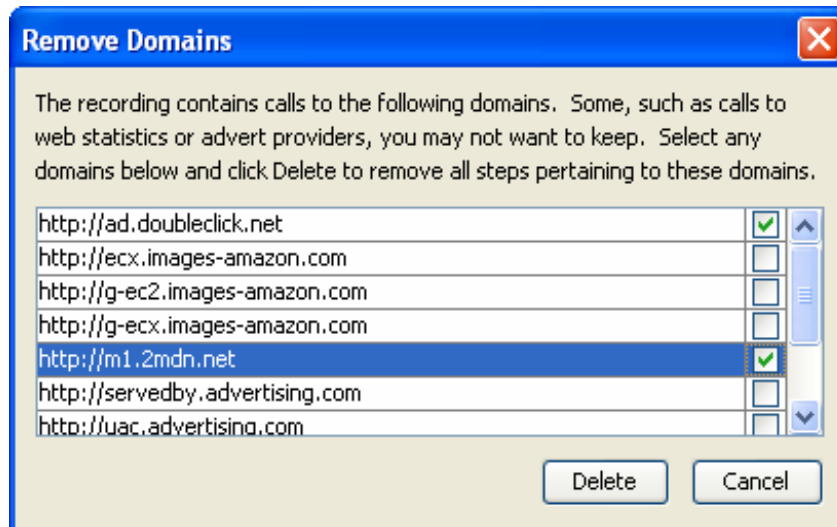 Remove Domains
The recording contains calls to the following domains.  Some, such as calls to
web statistics or advert providers, you may not want to keep.  Select any
domains below and click Delete to remove all steps pertaining to these domains.
http://ad.doubleclick.net
http://ecx.images-amazon.com
http://g-ec2.images-amazon.com
http://g-ecx.images-amazon.com
http://m1.2mdn.net
http://servedby.advertising.com
http://uac.advertising.com
Delete Cancel